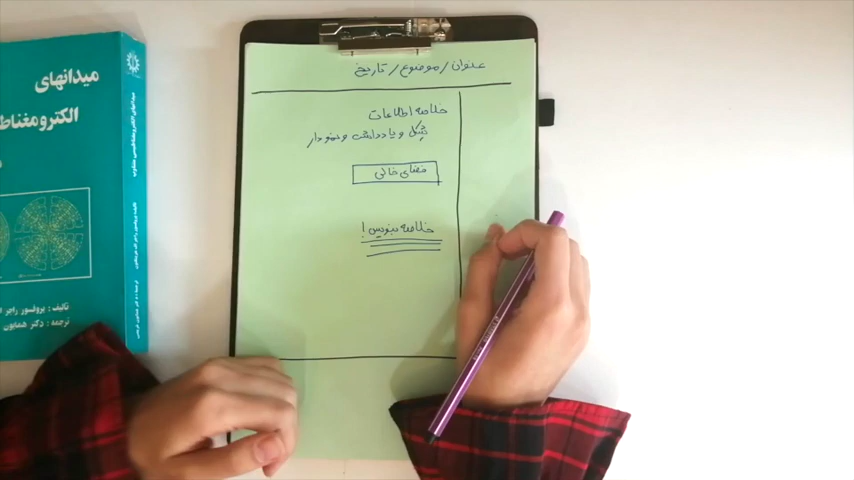 عنوان / موضوع / تاریخ
خلاصه اطلاعات
شکل و یادداشت و نمودار
فضای خالی
خلاصه بنویس!
میدانهای
الکترومغناط
تالیف: پروفسور راجر
ترجمه: دکتر همایون